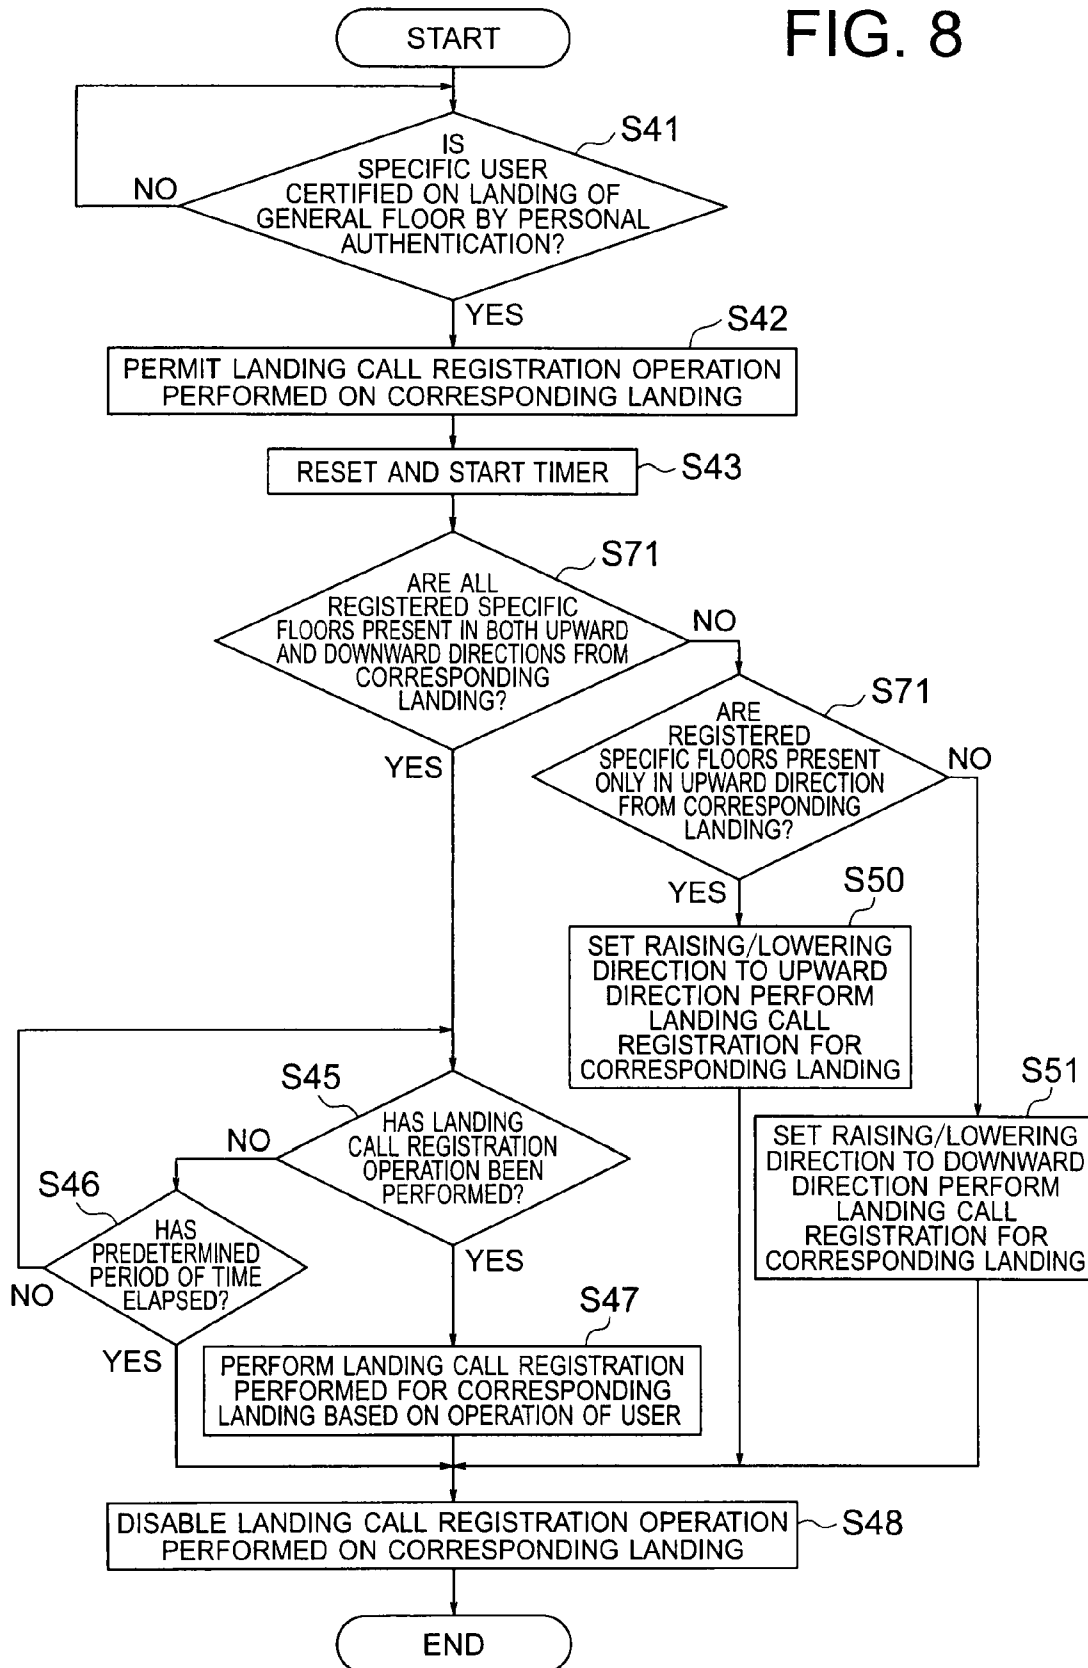 FIG. 8
START
S41
IS
SPECIFIC USER
CERTIFIED ON LANDING OF
GENERAL FLOOR BY PERSONAL
AUTHENTICATION?
NO
YES
S42
PERMIT LANDING CALL REGISTRATION OPERATION
PERFORMED ON CORRESPONDING LANDING
RESET AND START TIMER
S43
S71
ARE ALL
REGISTERED SPECIFIC
FLOORS PRESENT IN BOTH UPWARD
AND DOWNWARD DIRECTIONS FROM
CORRESPONDING
LANDING?
NO
YES
S71
ARE
REGISTERED
SPECIFIC FLOORS PRESENT
ONLY IN UPWARD DIRECTION
FROM CORRESPONDING
LANDING?
NO
YES
S50
SET RAISING/LOWERING
DIRECTION TO UPWARD
DIRECTION PERFORM
LANDING CALL
REGISTRATION FOR
CORRESPONDING LANDING
S51
SET RAISING/LOWERING
DIRECTION TO DOWNWARD
DIRECTION PERFORM
LANDING CALL
REGISTRATION FOR
CORRESPONDING LANDING
S45
HAS LANDING
CALL REGISTRATION
OPERATION BEEN
PERFORMED?
NO
YES
S46
HAS
PREDETERMINED
PERIOD OF TIME
ELAPSED?
NO
YES
S47
PERFORM LANDING CALL REGISTRATION
PERFORMED FOR CORRESPONDING
LANDING BASED ON OPERATION OF USER
DISABLE LANDING CALL REGISTRATION OPERATION
PERFORMED ON CORRESPONDING LANDING
S48
END